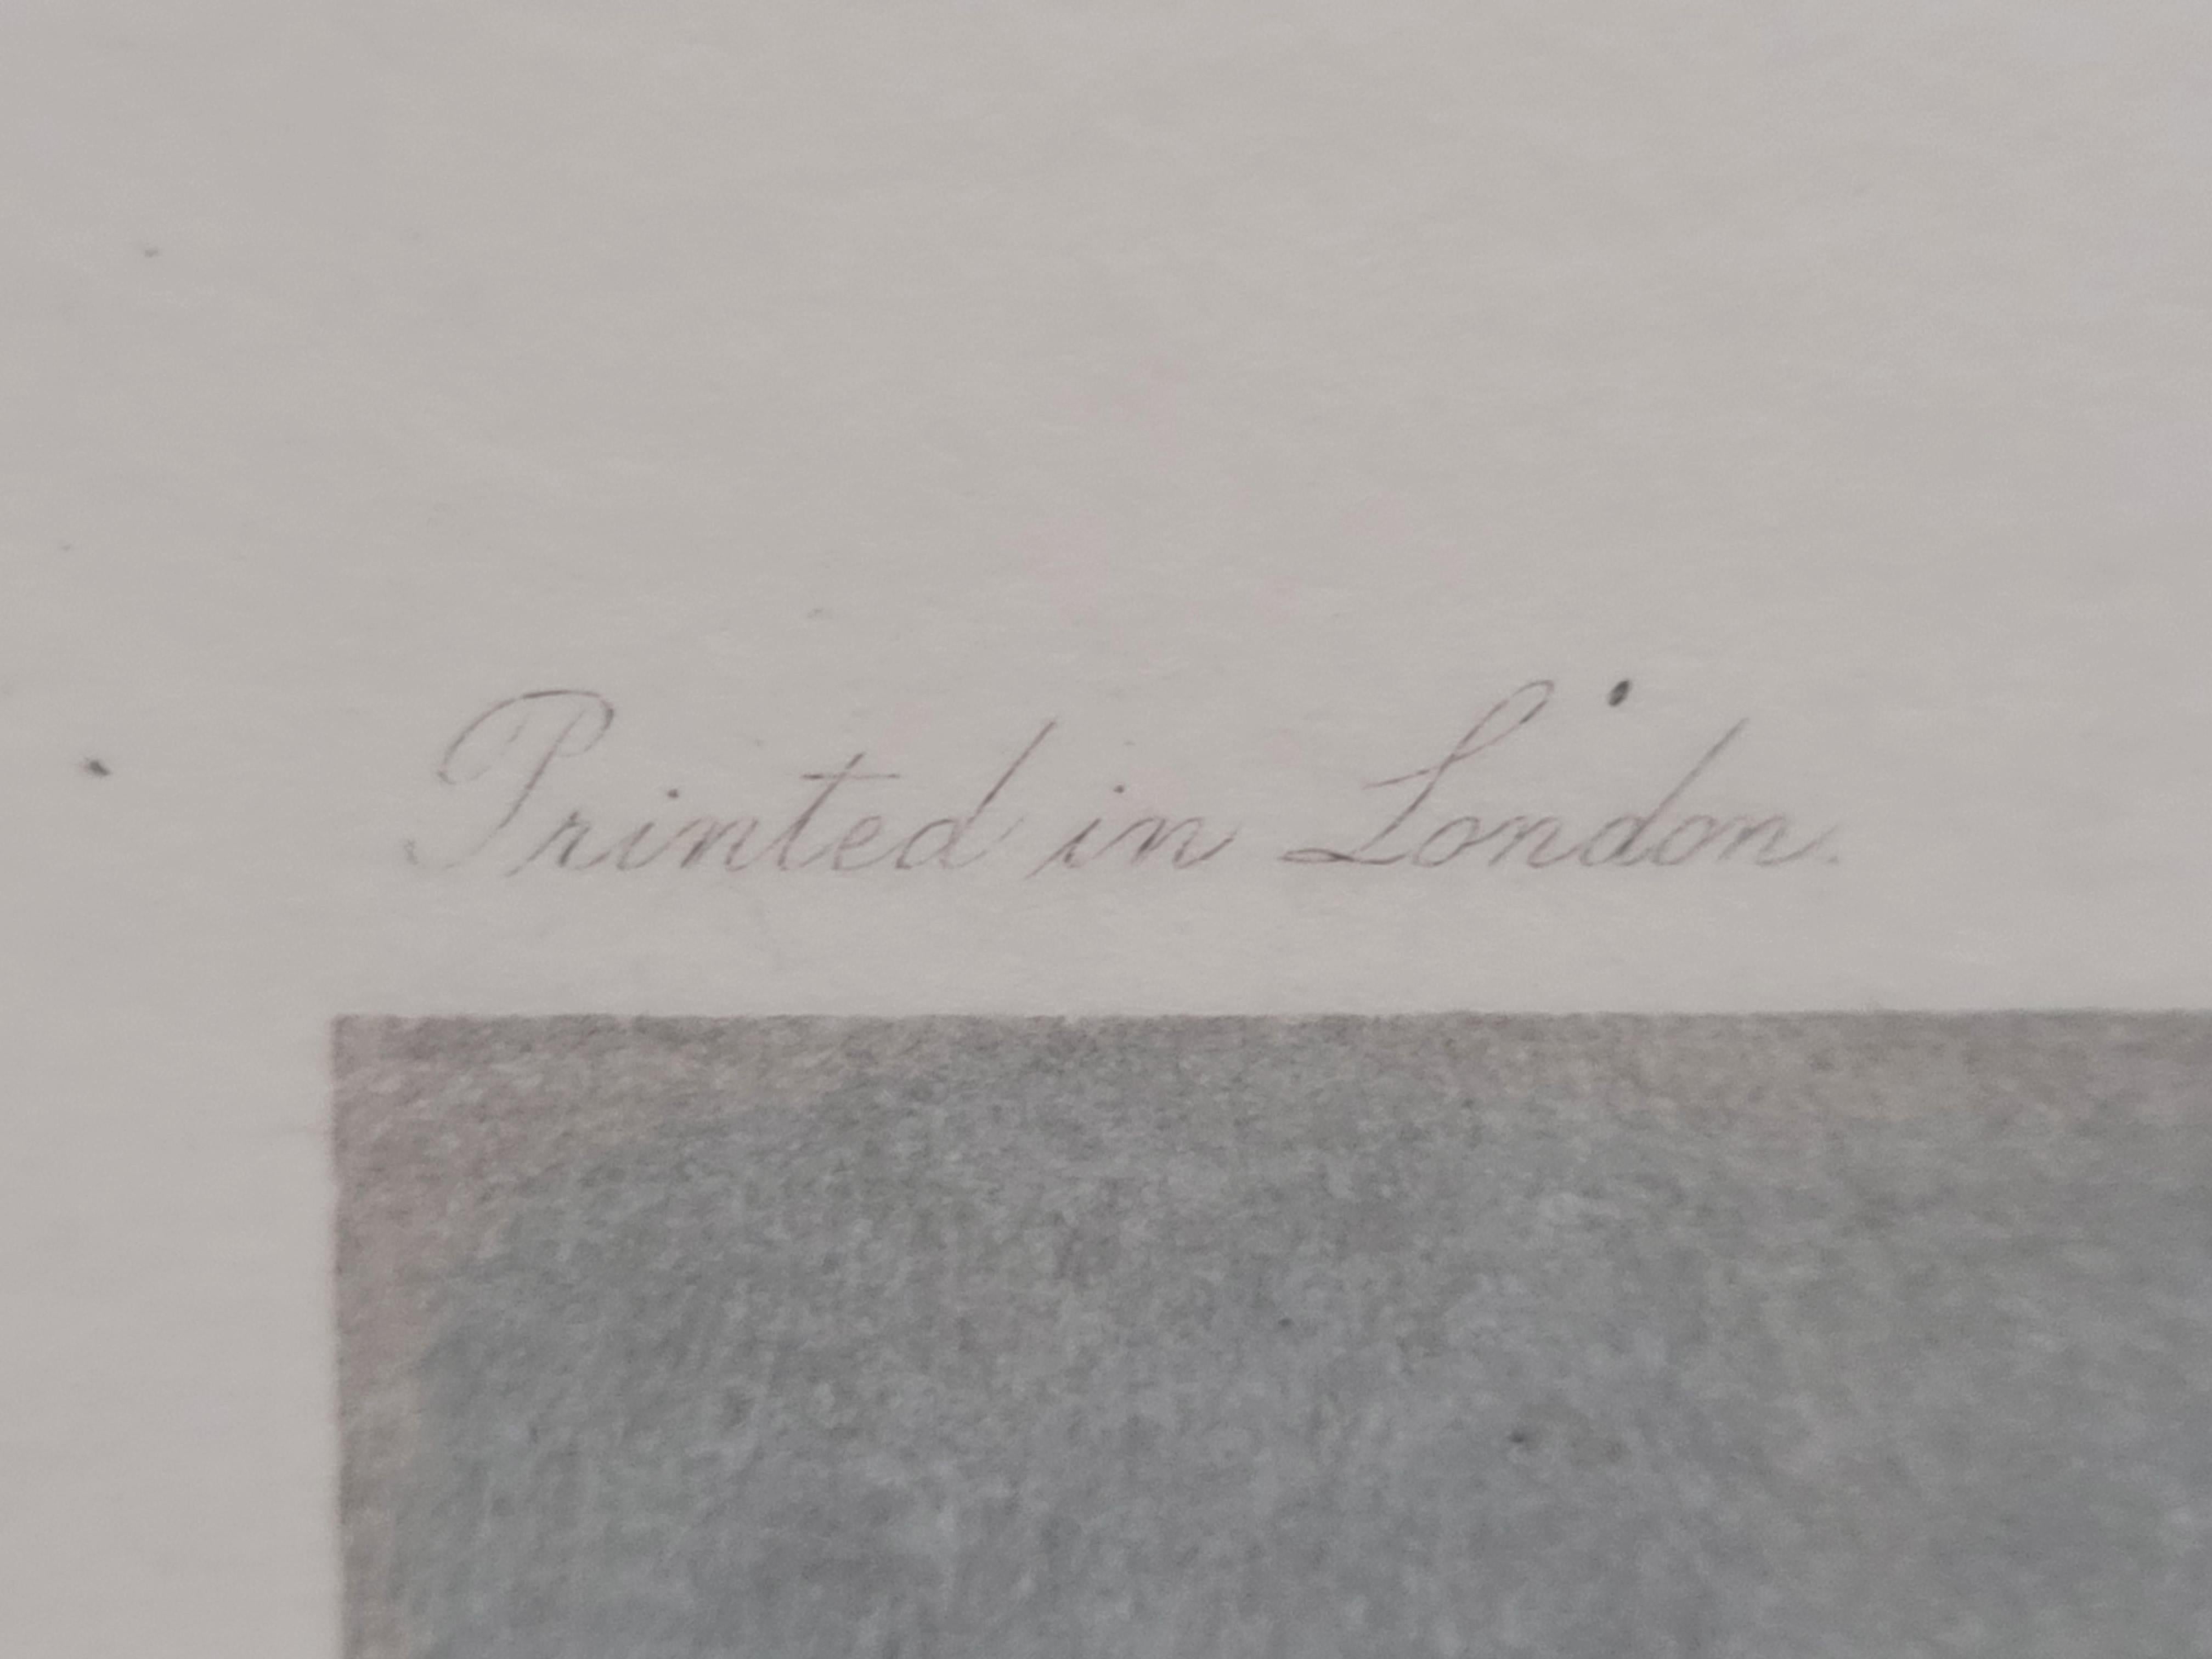 Printed in London.